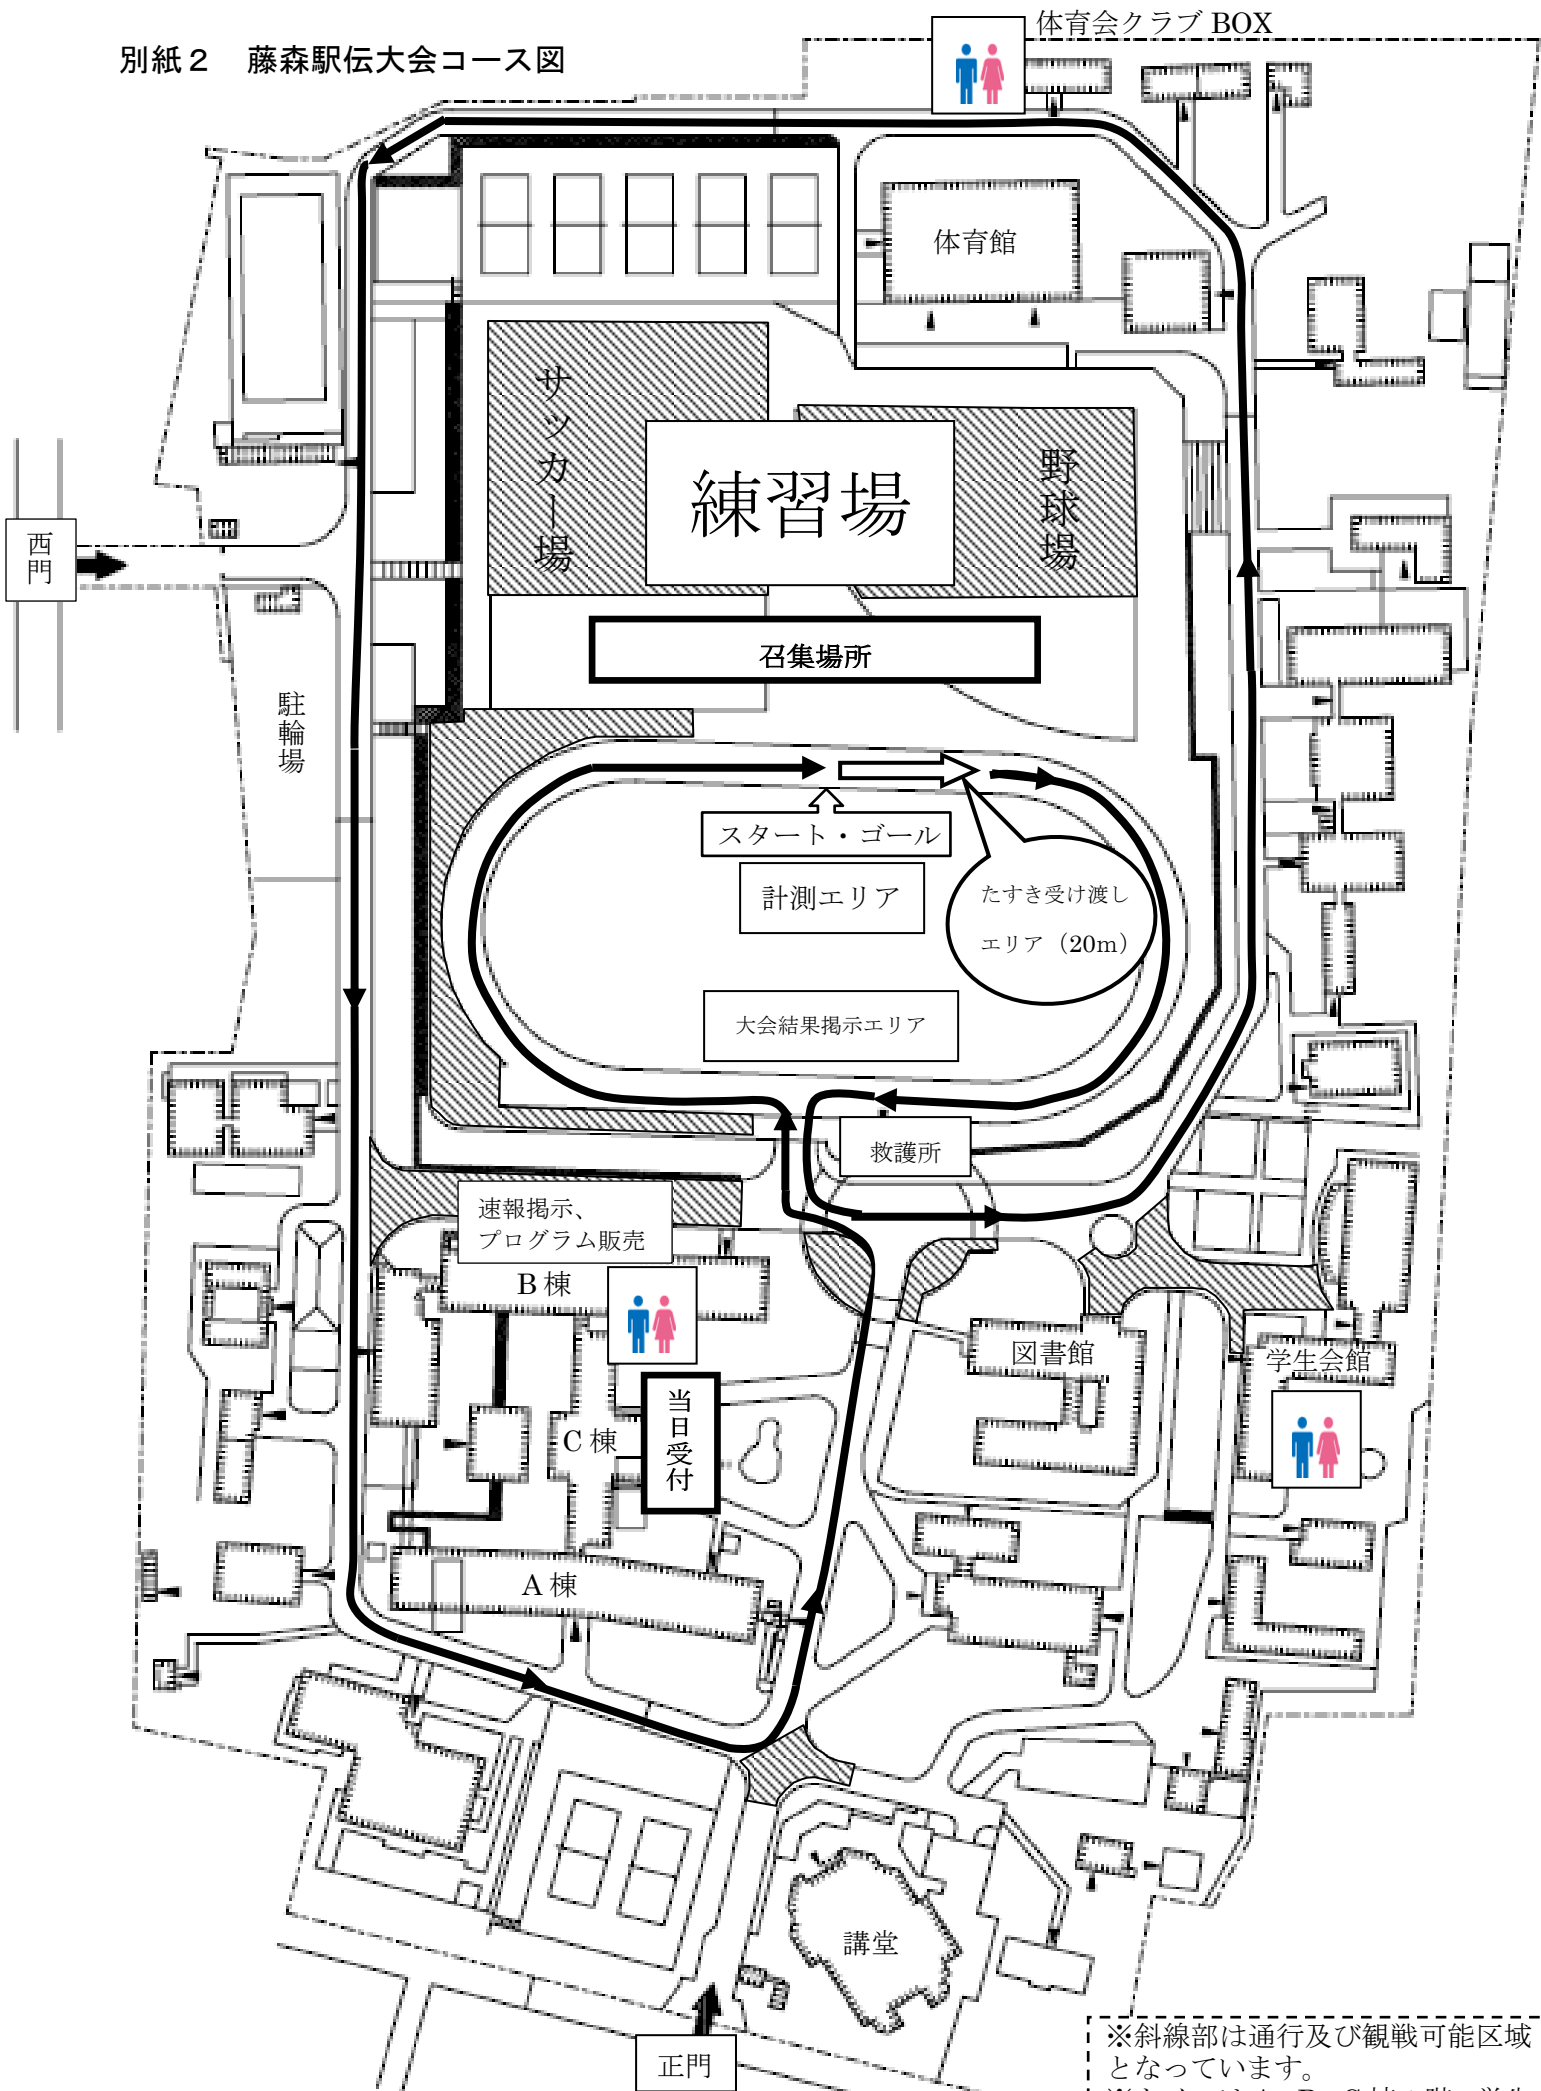 体育会クラブ BOX
別紙２　藤森駅伝大会コース図
体育館
サッカー場
野球場
練習場
西門
召集場所
駐輪場
スタート・ゴール
計測エリア
たすき受け渡し
エリア（20m）
大会結果掲示エリア
救護所
速報掲示、
プログラム販売
B 棟
図書館
学生会館
当日受付
C 棟
A 棟
講堂
正門
※斜線部は通行及び観戦可能区域
となっています。